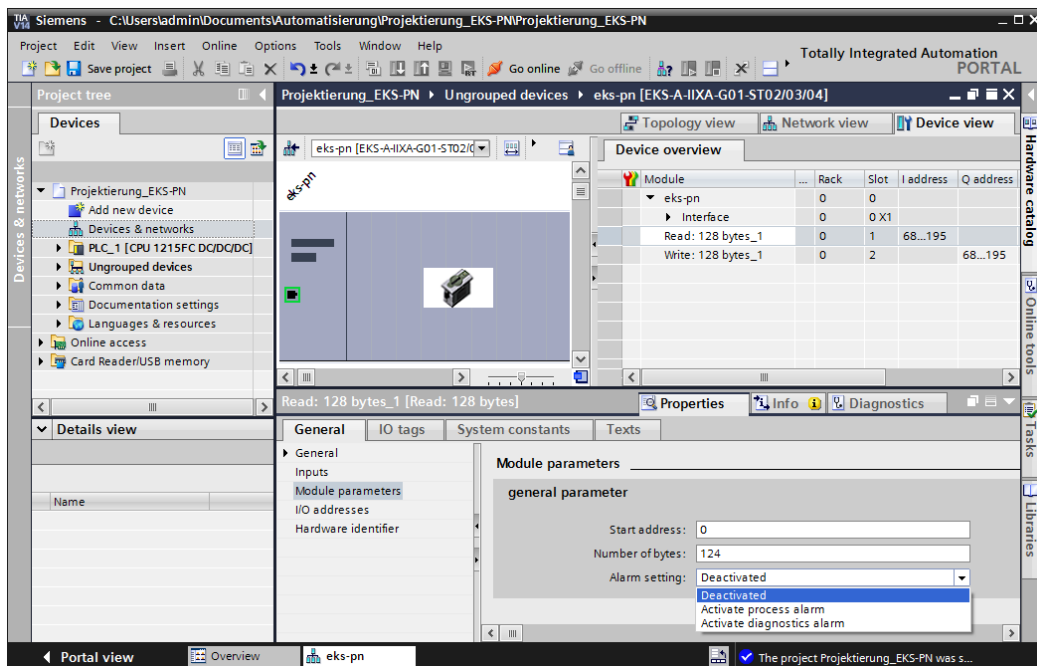 TIA V14 Siemens - C:\Users\admin\Documents\Automatisierung\Projektierung_EKS-PN\Projektierung_EKS-PN
Project Edit View Insert Online Options Tools Window Help
Totally Integrated Automation
PORTAL
Save project Go online Go offline
Project tree
Devices
Devices & networks
Projektierung_EKS-PN
Add new device
Devices & networks
PLC_1 [CPU 1215FC DC/DC/DC]
Ungrouped devices
Common data
Documentation settings
Languages & resources
Online access
Card Reader/USB memory
Details view
Name
Projektierung_EKS-PN Ungrouped devices eks-pn [EKS-A-IIXA-G01-ST02/03/04]
Topology view Network view Device view
eks-pn [EKS-A-IIXA-G01-ST02/0
eks-pn
Device overview
Module ... Rack Slot I address Q address
eks-pn 0 0
Interface 0 0 X1
Read: 128 bytes_1 0 1 68...195
Write: 128 bytes_1 0 2 68...195
Read: 128 bytes_1 [Read: 128 bytes]
Properties Info Diagnostics
General IO tags System constants Texts
General
Inputs
Module parameters
I/O addresses
Hardware identifier
Module parameters
general parameter
Start address: 0
Number of bytes: 124
Alarm setting: Deactivated
Deactivated
Activate process alarm
Activate diagnostics alarm
Hardware catalog
Online tools
Tasks
Libraries
Portal view Overview eks-pn
The project Projektierung_EKS-PN was s...